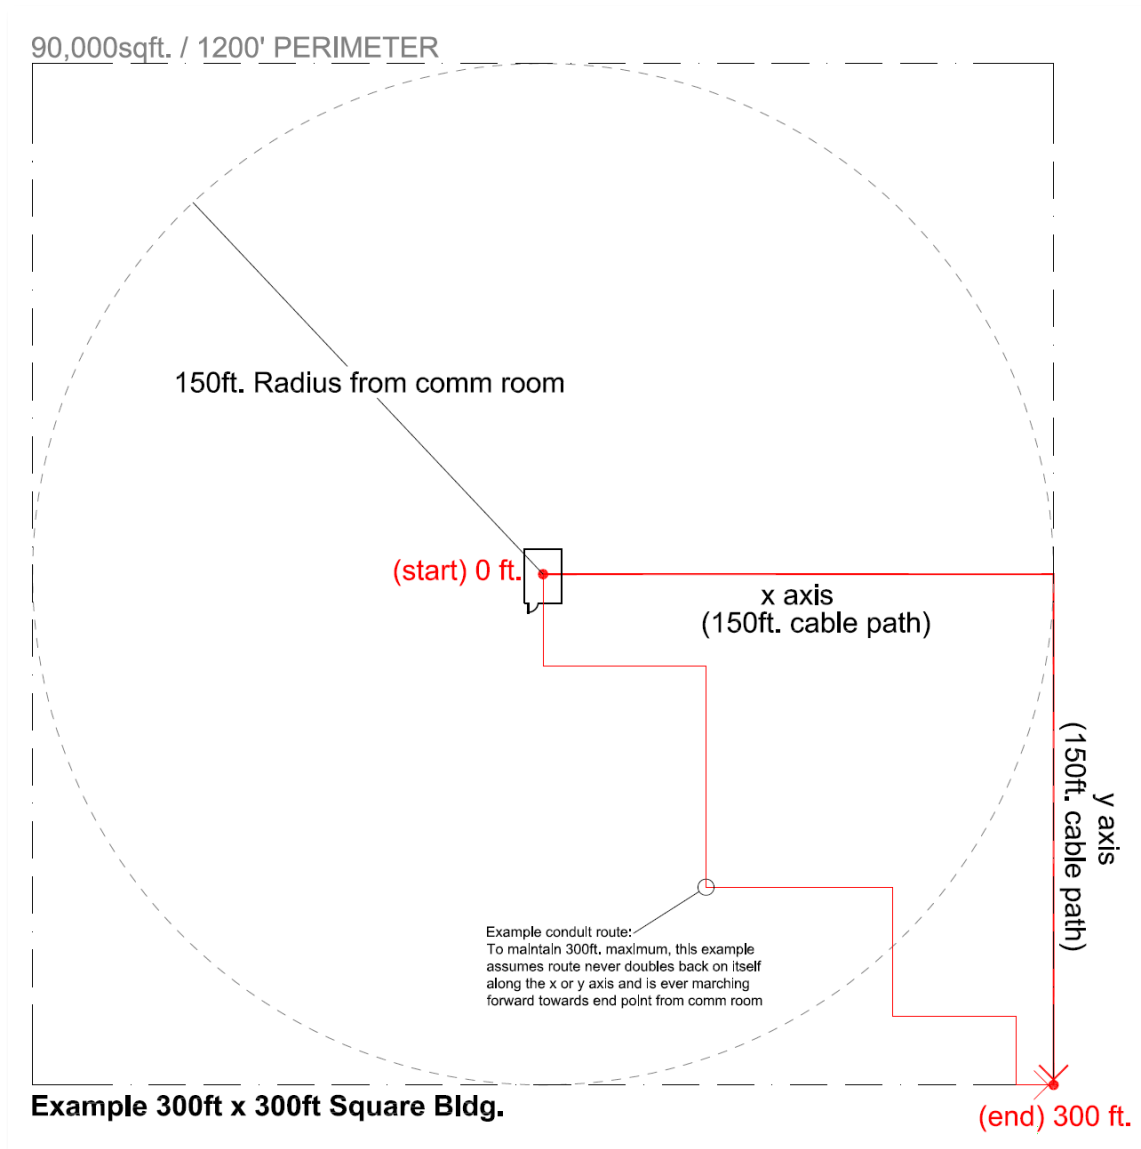 90,000sqft. / 1200' PERIMETER
150ft. Radius from comm room
(start) 0 ft.
x axis
(150ft. cable path)
y axis
(150ft. cable path)
Example conduit route:
To maintain 300ft. maximum, this example
assumes route never doubles back on itself
along the x or y axis and is ever marching
forward towards end point from comm room
Example 300ft x 300ft Square Bldg.
(end) 300 ft.